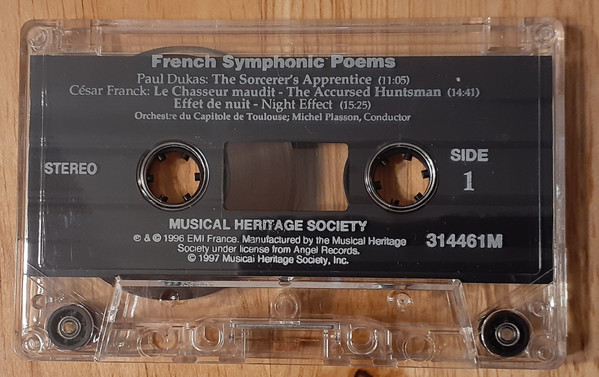 French Symphonic Poems
Paul Dukas: The Sorcerer's Apprentice (11:05)
César Franck: Le Chasseur maudit - The Accursed Huntsman (14:41)
Effet de nuit - Night Effect (15:25)
Orchestre du Capitole de Toulouse; Michel Plasson, Conductor
STEREO
SIDE
1
MUSICAL HERITAGE SOCIETY
℗ & © 1996 EMI France. Manufactured by the Musical Heritage
Society under license from Angel Records.
© 1997 Musical Heritage Society, Inc.
314461M